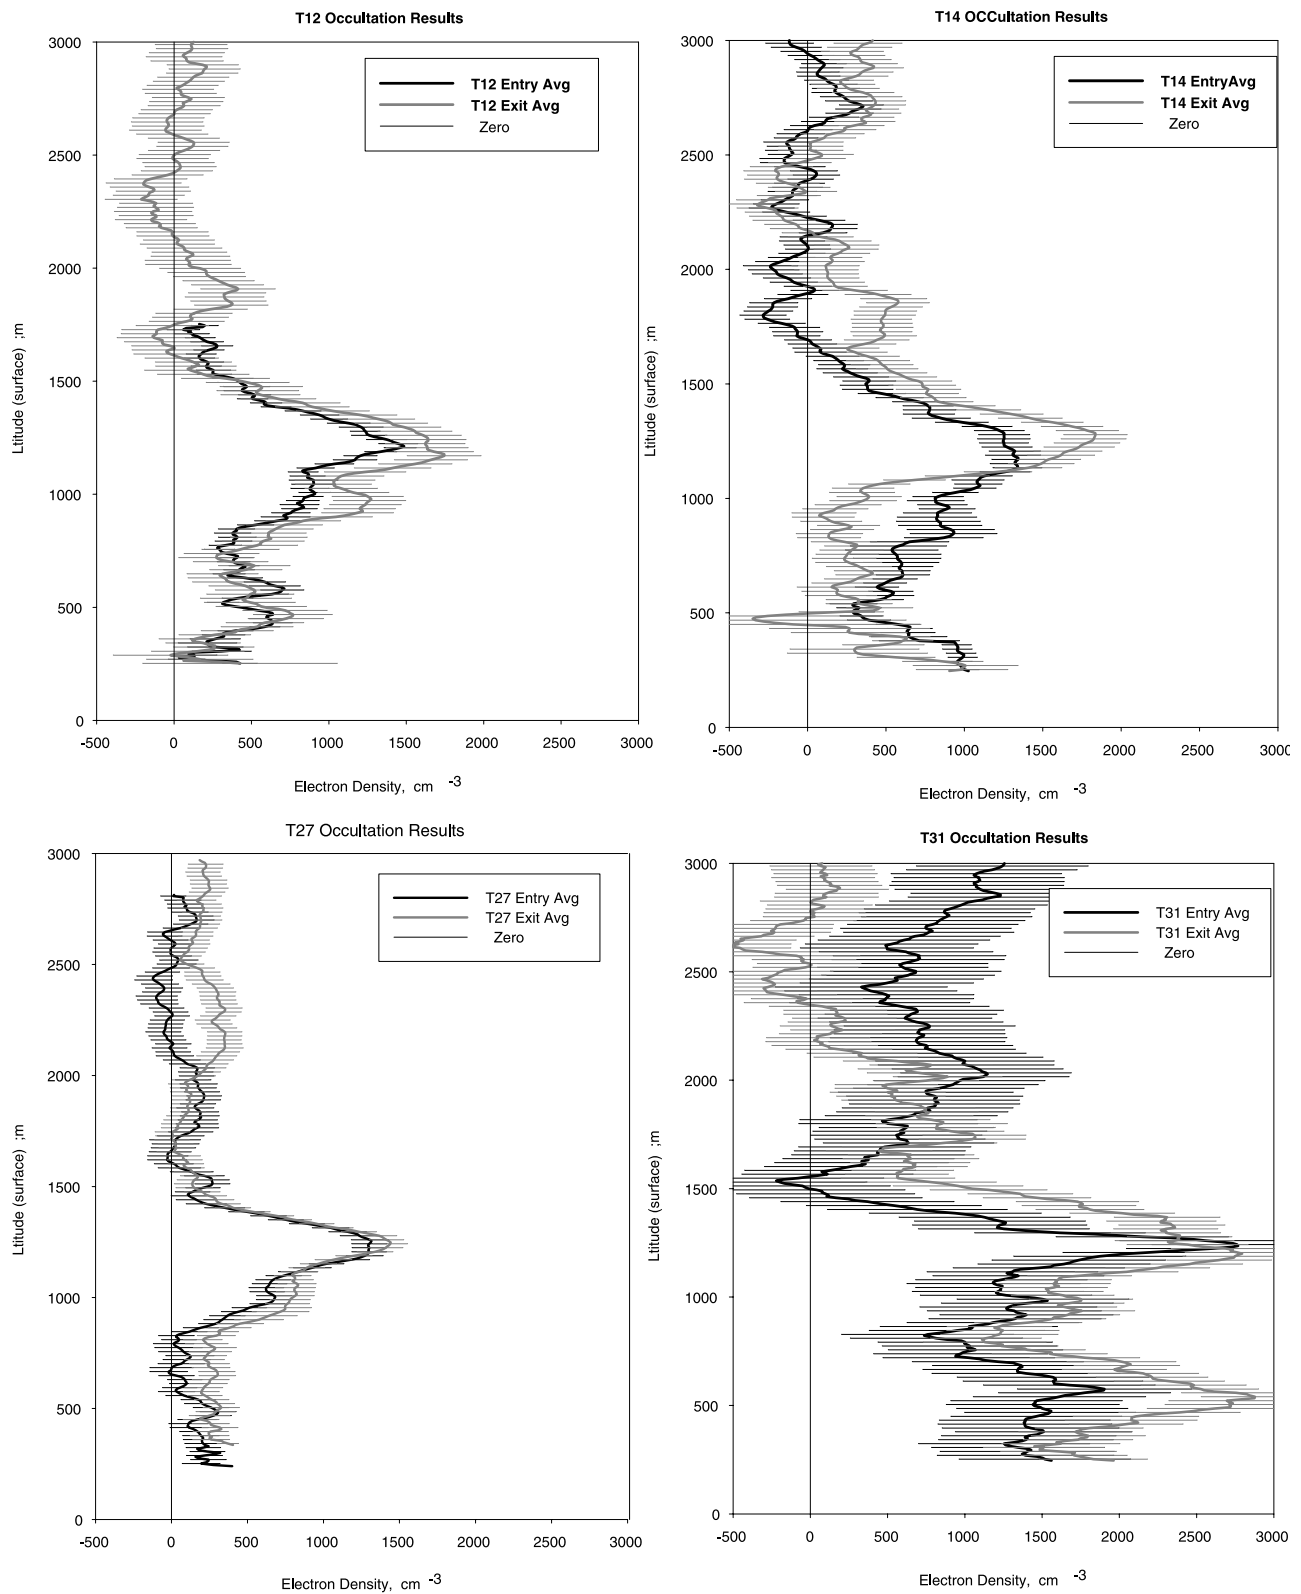 T12 Occultation Results
3000
2500
2000
1500
1000
500
0
-500 0 500 1000 1500 2000 2500 3000
Ltitude (surface) ;m
Electron Density, cm -3
T12 Entry Avg
T12 Exit Avg
Zero
T14 OCCultation Results
3000
2500
2000
1500
1000
500
0
-500 0 500 1000 1500 2000 2500 3000
Ltitude (surface) ;m
Electron Density, cm -3
T14 EntryAvg
T14 Exit Avg
Zero
T27 Occultation Results
3000
2500
2000
1500
1000
500
0
-500 0 500 1000 1500 2000 2500 3000
Ltitude (surface) ;m
Electron Density, cm -3
T27 Entry Avg
T27 Exit Avg
Zero
T31 Occultation Results
3000
2500
2000
1500
1000
500
0
-500 0 500 1000 1500 2000 2500 3000
Ltitude (surface) ;m
Electron Density, cm -3
T31 Entry Avg
T31 Exit Avg
Zero